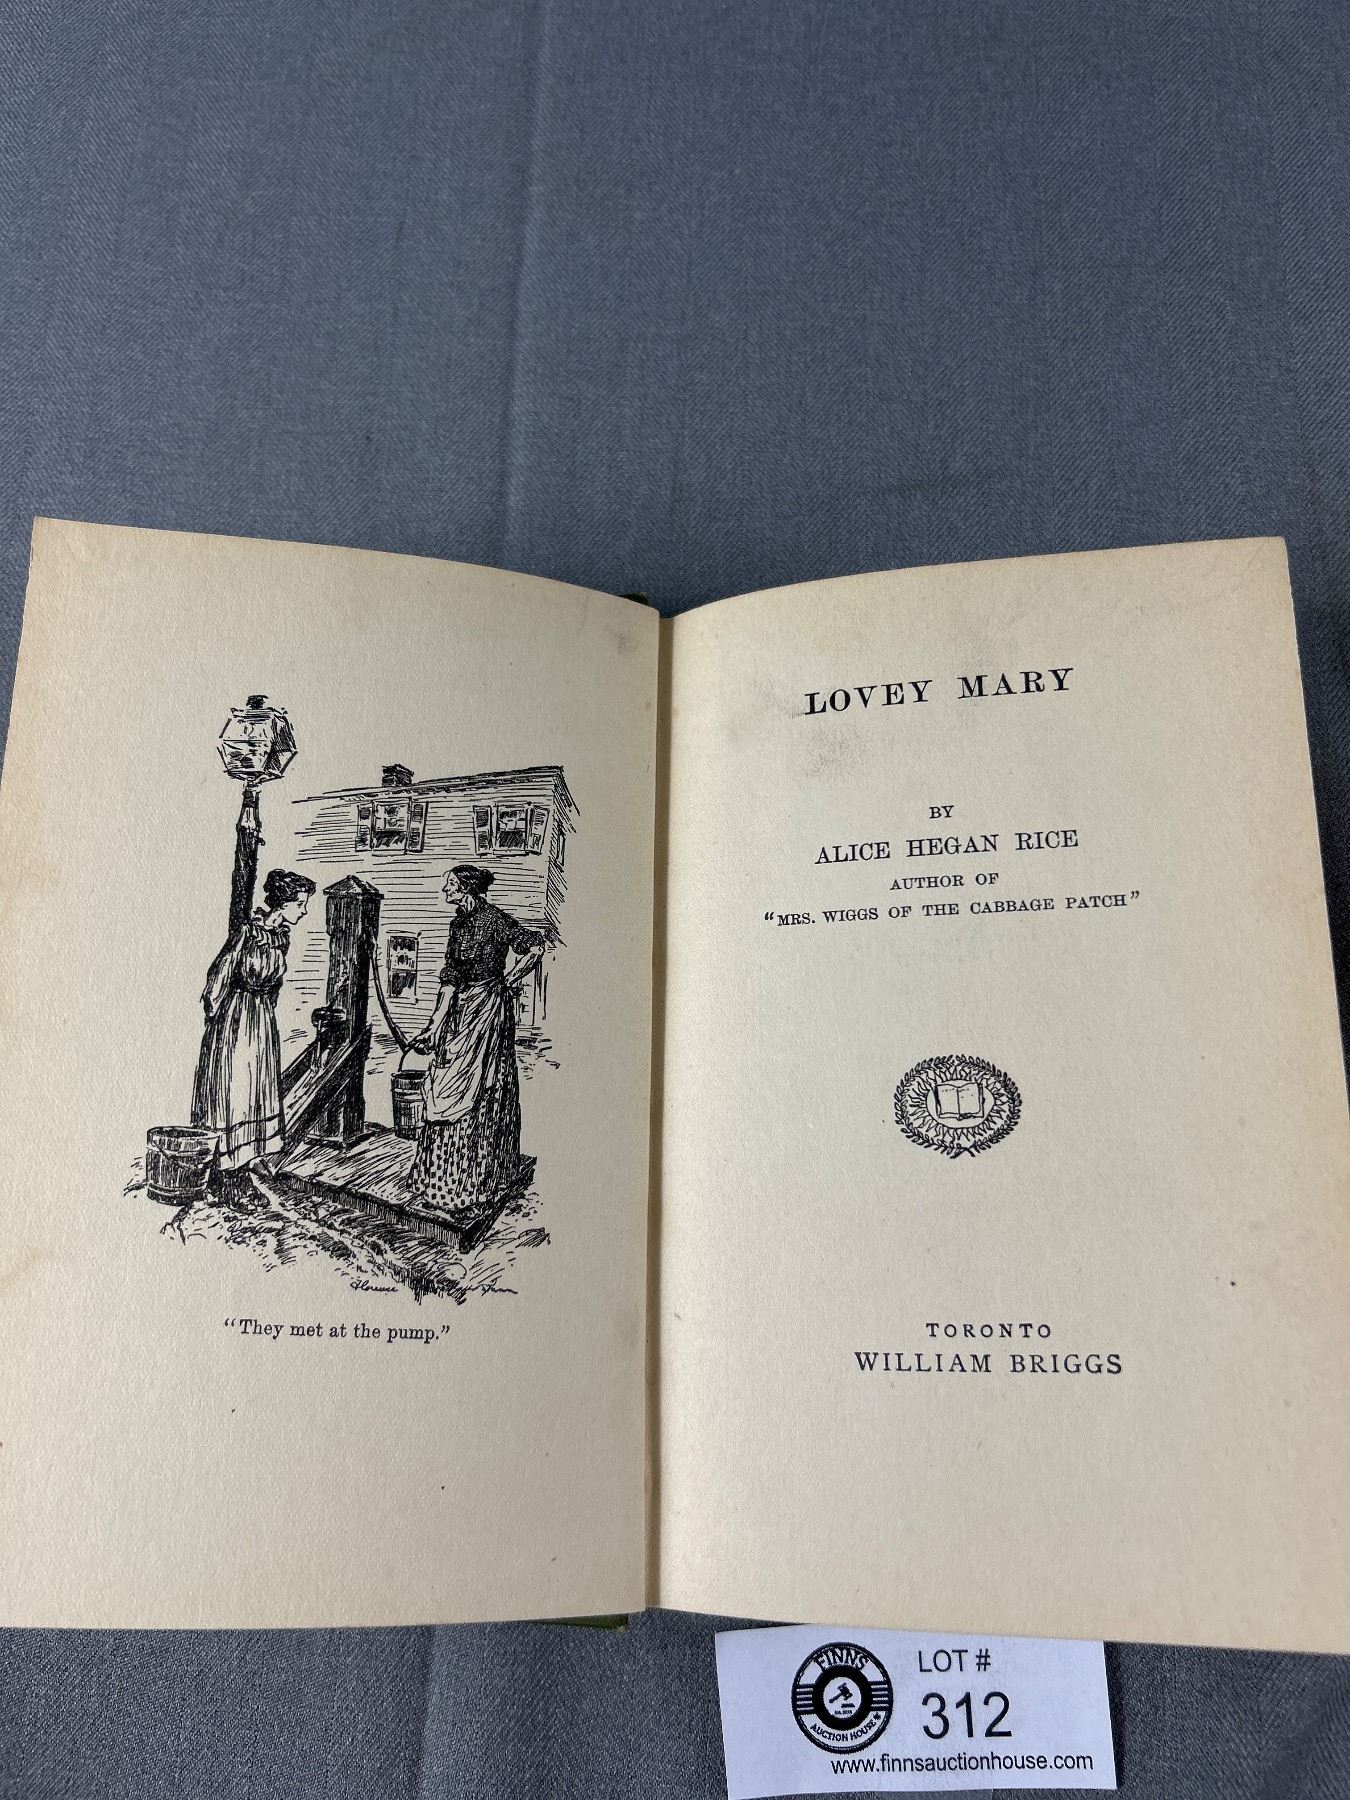 Florence
"They met at the pump."
LOVEY MARY
BY
ALICE HEGAN RICE
AUTHOR OF
"MRS. WIGGS OF THE CABBAGE PATCH"
TORONTO
WILLIAM BRIGGS
FINNS
AUCTION HOUSE
LOT #
312
www.finnsauctionhouse.com